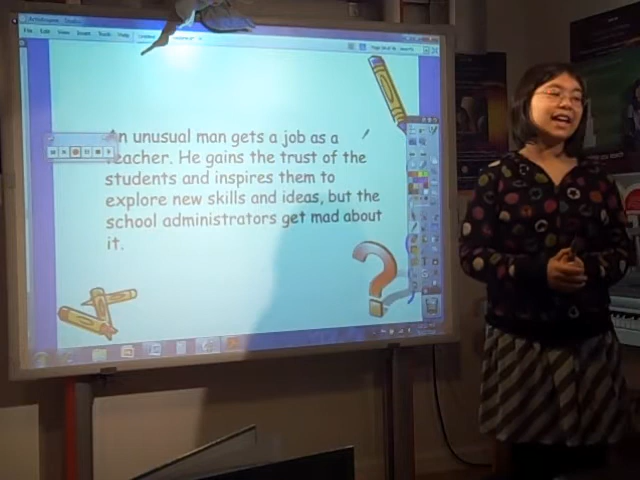 An unusual man gets a job as a
teacher. He gains the trust of the
students and inspires them to
explore new skills and ideas, but the
school administrators get mad about
it.
?